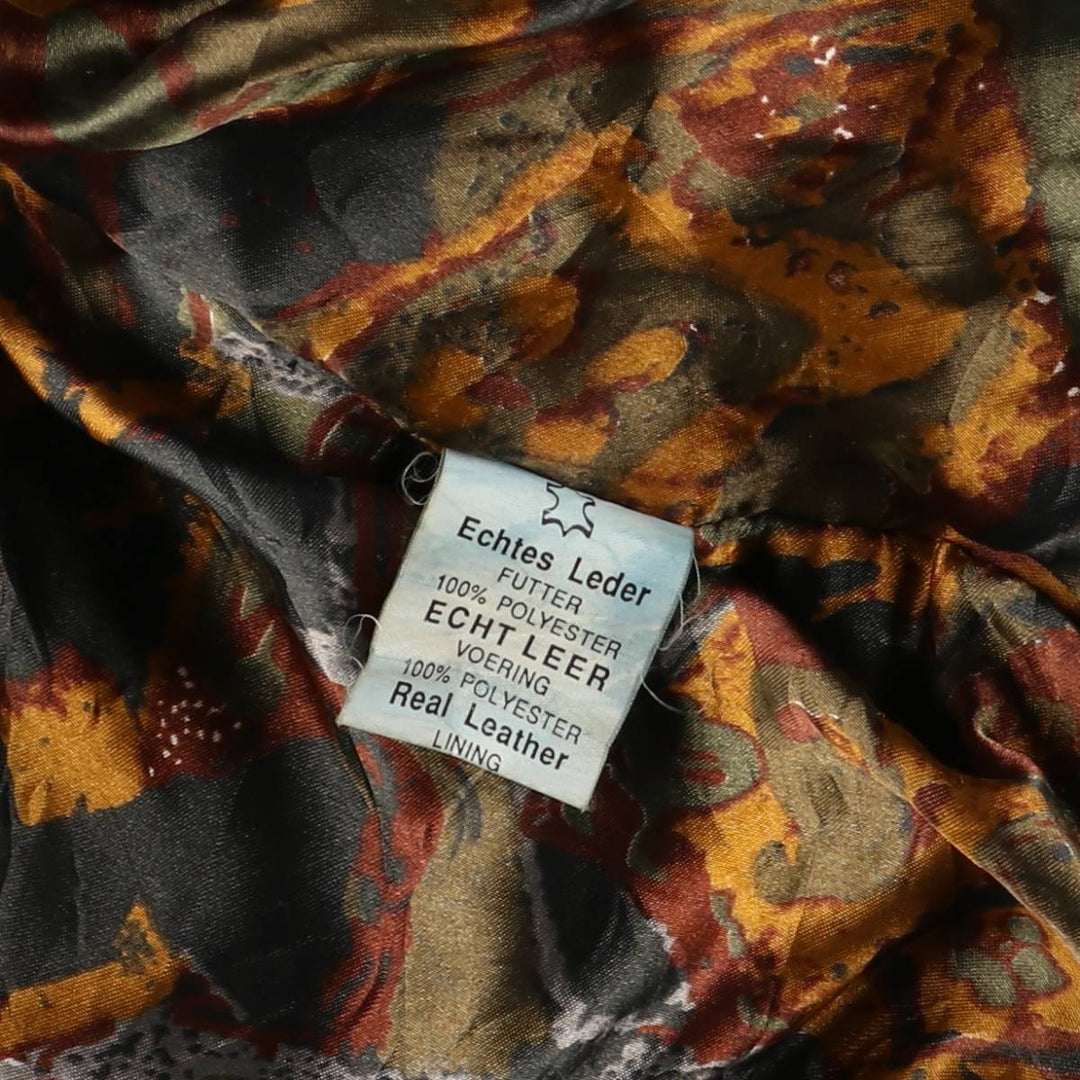 Echtes Leder
FUTTER
100% POLYESTER
ECHT LEER
VOERING
100% POLYESTER
Real Leather
LINING